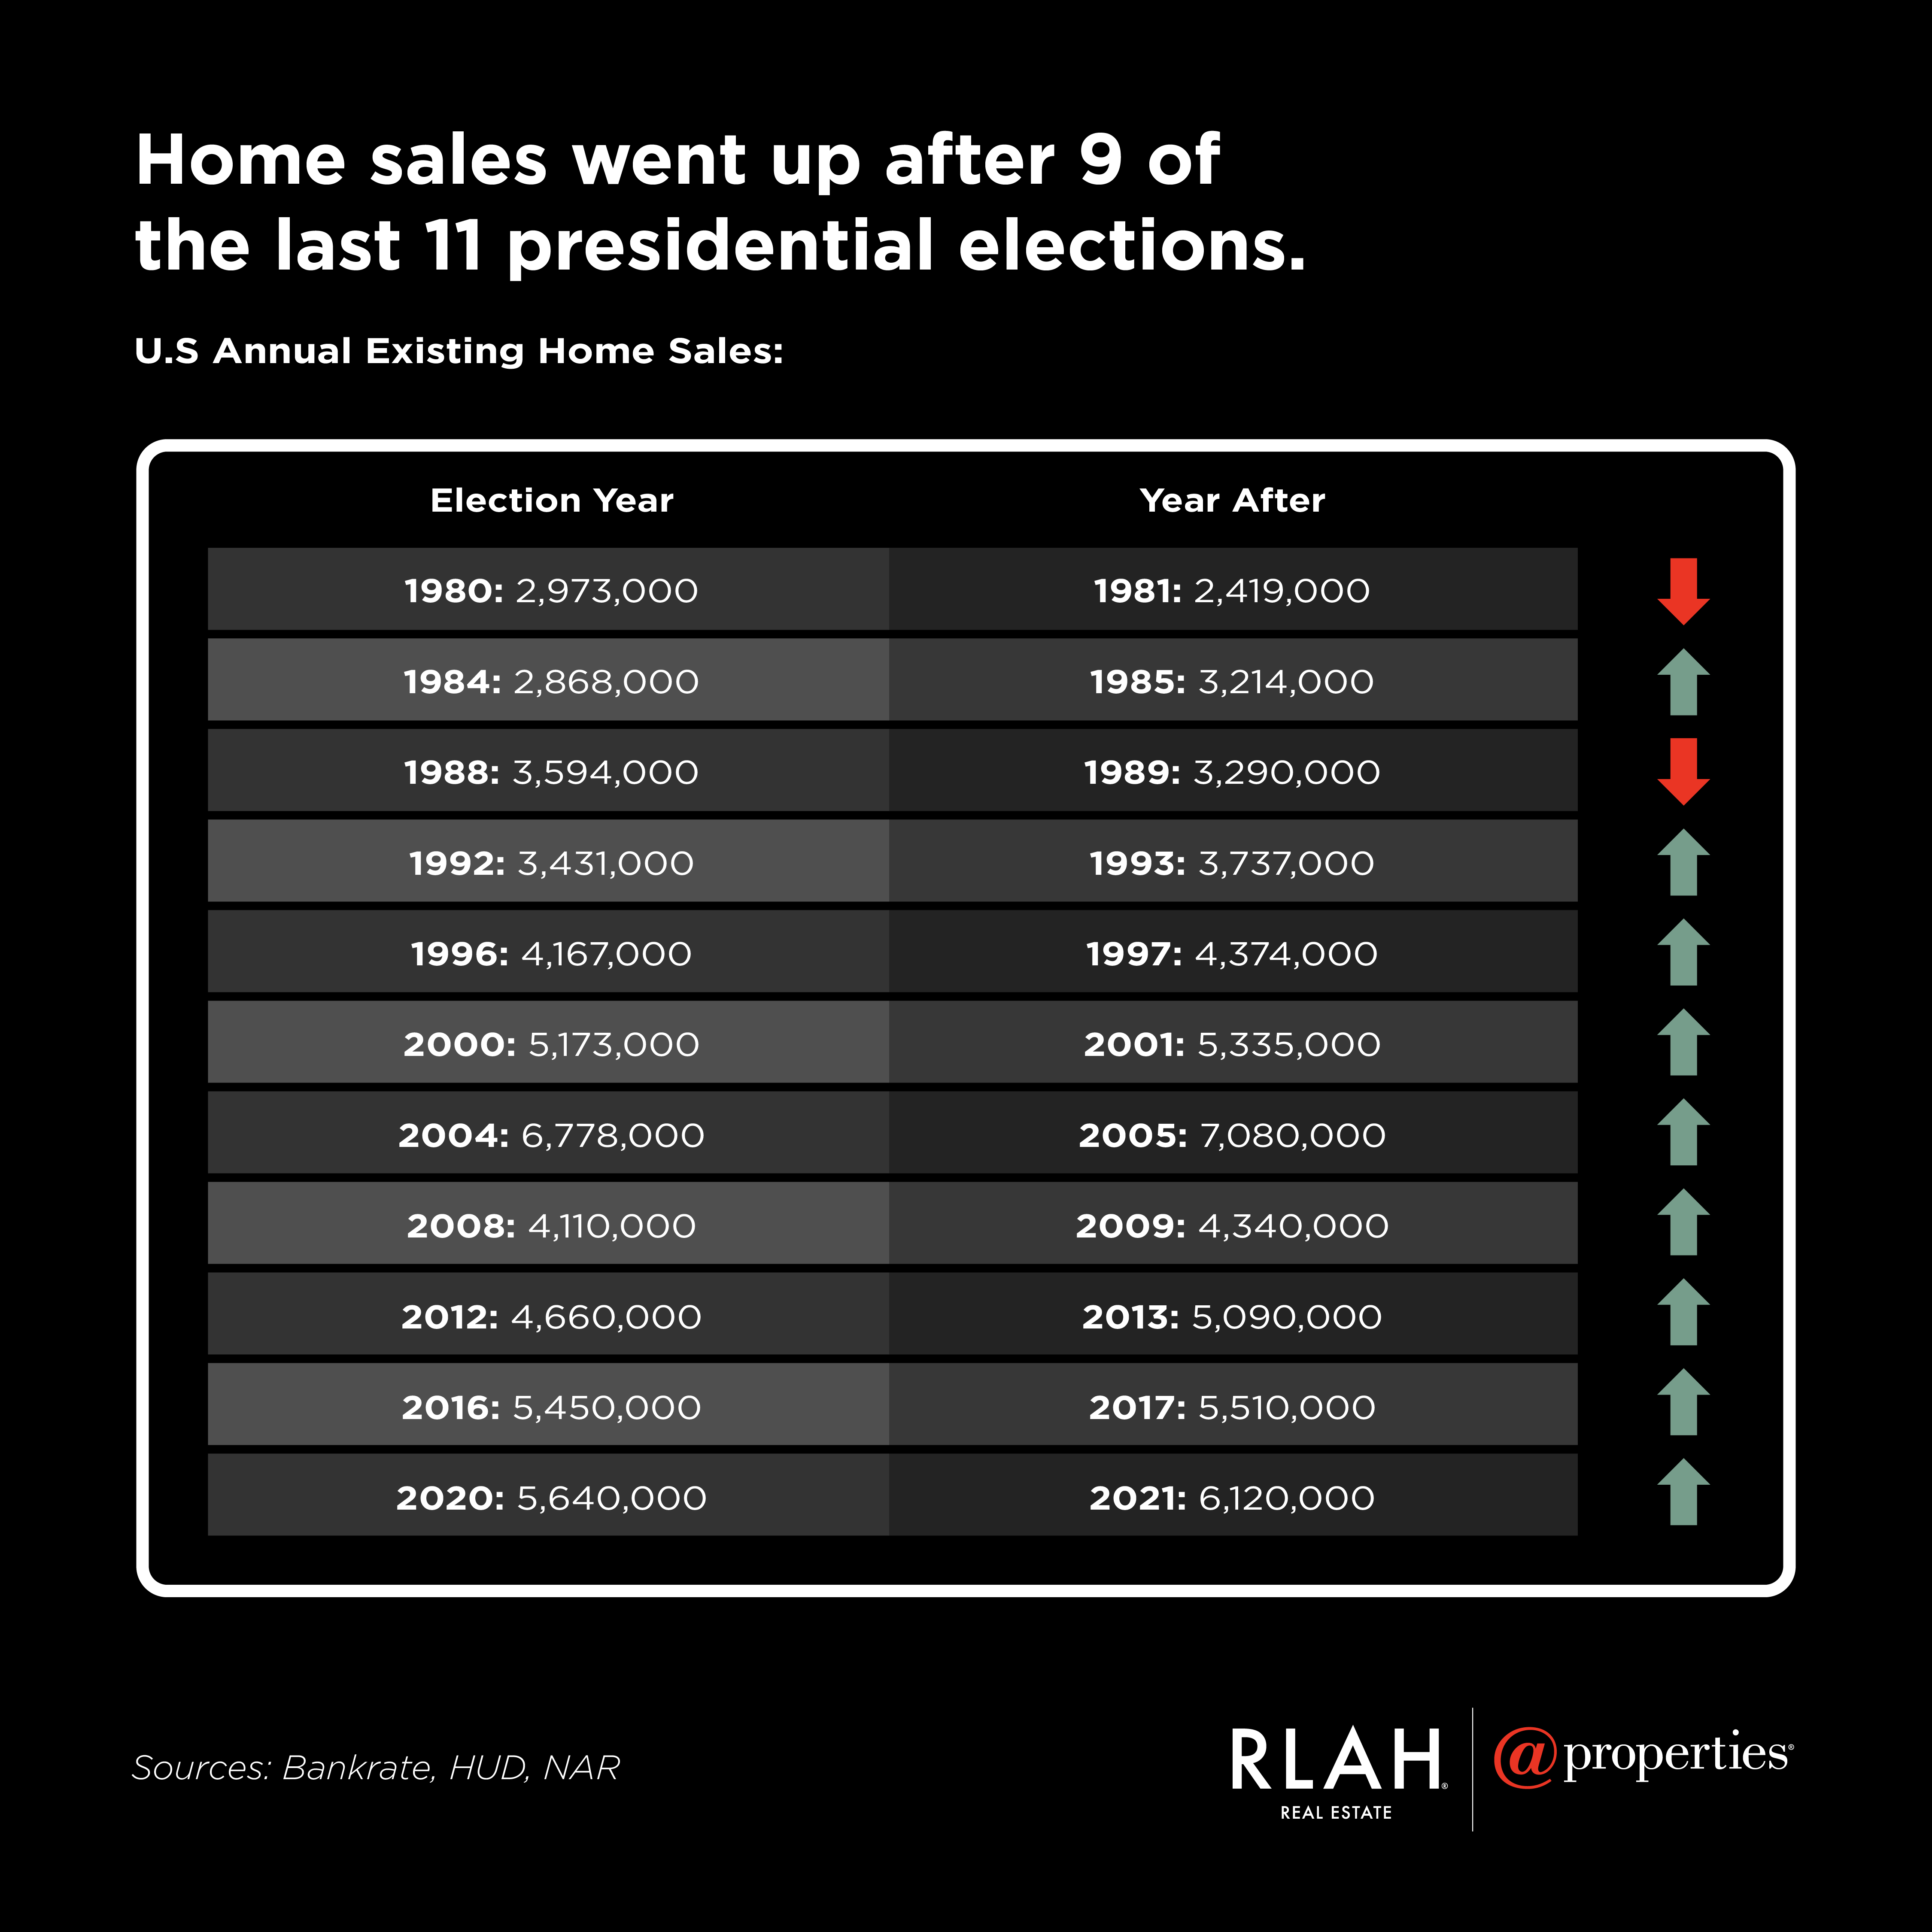 Home sales went up after 9 of
the last 11 presidential elections.
U.S Annual Existing Home Sales:
Election Year Year After
1980: 2,973,000 1981: 2,419,000
1984: 2,868,000 1985: 3,214,000
1988: 3,594,000 1989: 3,290,000
1992: 3,431,000 1993: 3,737,000
1996: 4,167,000 1997: 4,374,000
2000: 5,173,000 2001: 5,335,000
2004: 6,778,000 2005: 7,080,000
2008: 4,110,000 2009: 4,340,000
2012: 4,660,000 2013: 5,090,000
2016: 5,450,000 2017: 5,510,000
2020: 5,640,000 2021: 6,120,000
Sources: Bankrate, HUD, NAR
RLAH®
REAL ESTATE
@properties®